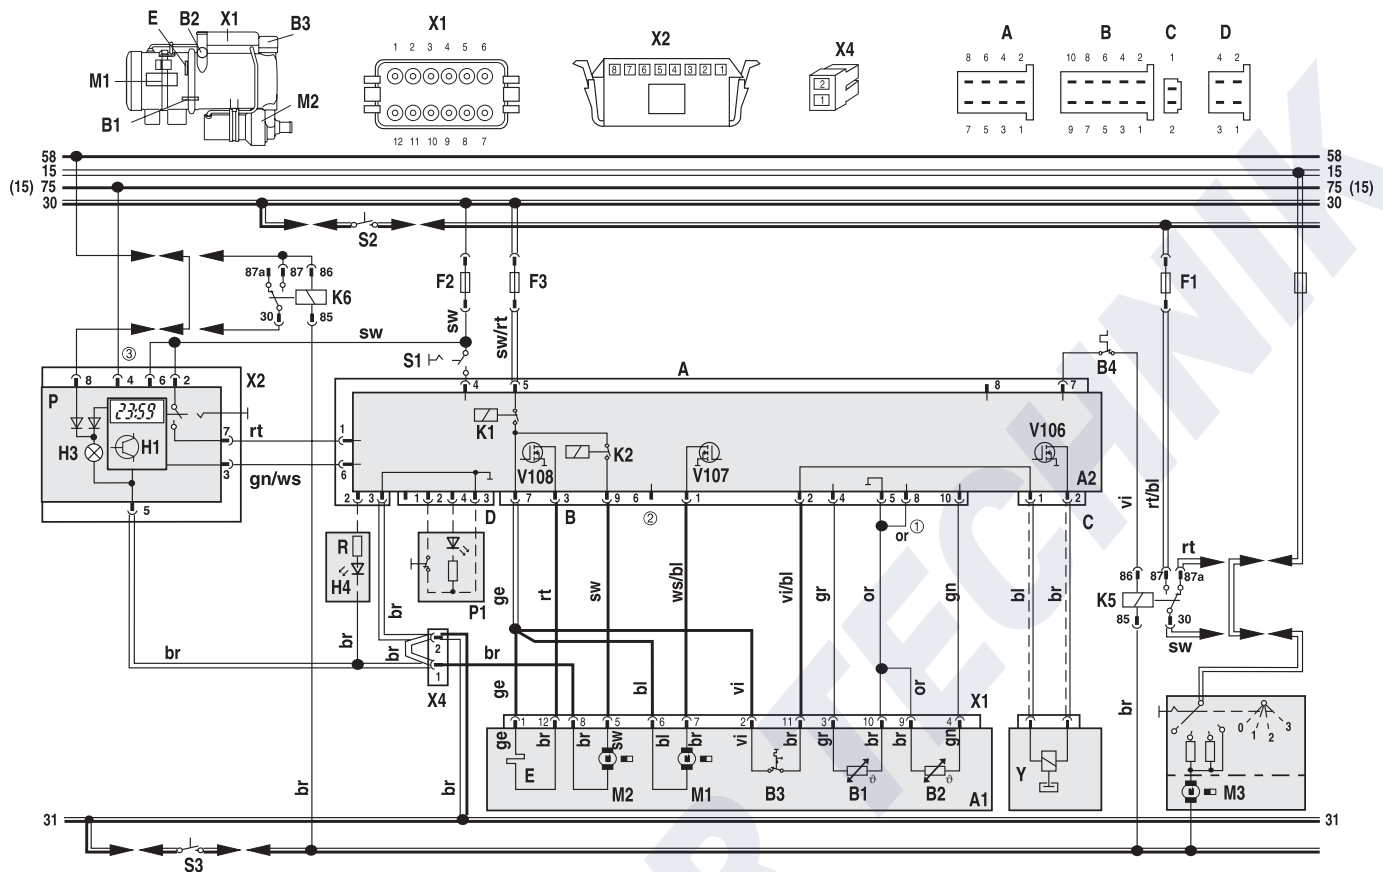 E B2 X1 B3
M1
B1
M2
X1
1 2 3 4 5 6
12 11 10 9 8 7
X2
8 7 6 5 4 3 2 1
X4
2
1
A
8 6 4 2
7 5 3 1
B
10 8 6 4 2
9 7 5 3 1
C
1
2
D
4 2
3 1
58 58
15 15
(15) 75 75 (15)
30 30
S2
87a 87 86
K6
30 85
F2 F3 F1
sw
sw
sw/rt
S1
B4
③
X2
8 4 6 2
P
23:59
H3 H1
7 rt 1
3 gn/ws 6
5
A
4 5 8 7
K1
K2
V108
V107
V106
A2
2 3 1 2 4 3 7 3 9 6 1 2 4 5 8 10 1 2
D B ② ① C
or
vi
rt/bl
rt
R
H4
P1
br
br
br
ge rt sw ws/bl vi/bl gr or gn bl br
86 87 87a
K5
85 30
sw
br
br
2
1
X4
br
ge bl vi or
X1
1 12 8 5 6 7 2 11 3 10 9 4
ge br br sw bl br vi br gr br br gn
E M2 M1 B3 B1 B2
ϑ ϑ
A1
Y
br
br
br
0 1 2 3
M3
31 31
S3
R TECHNIK